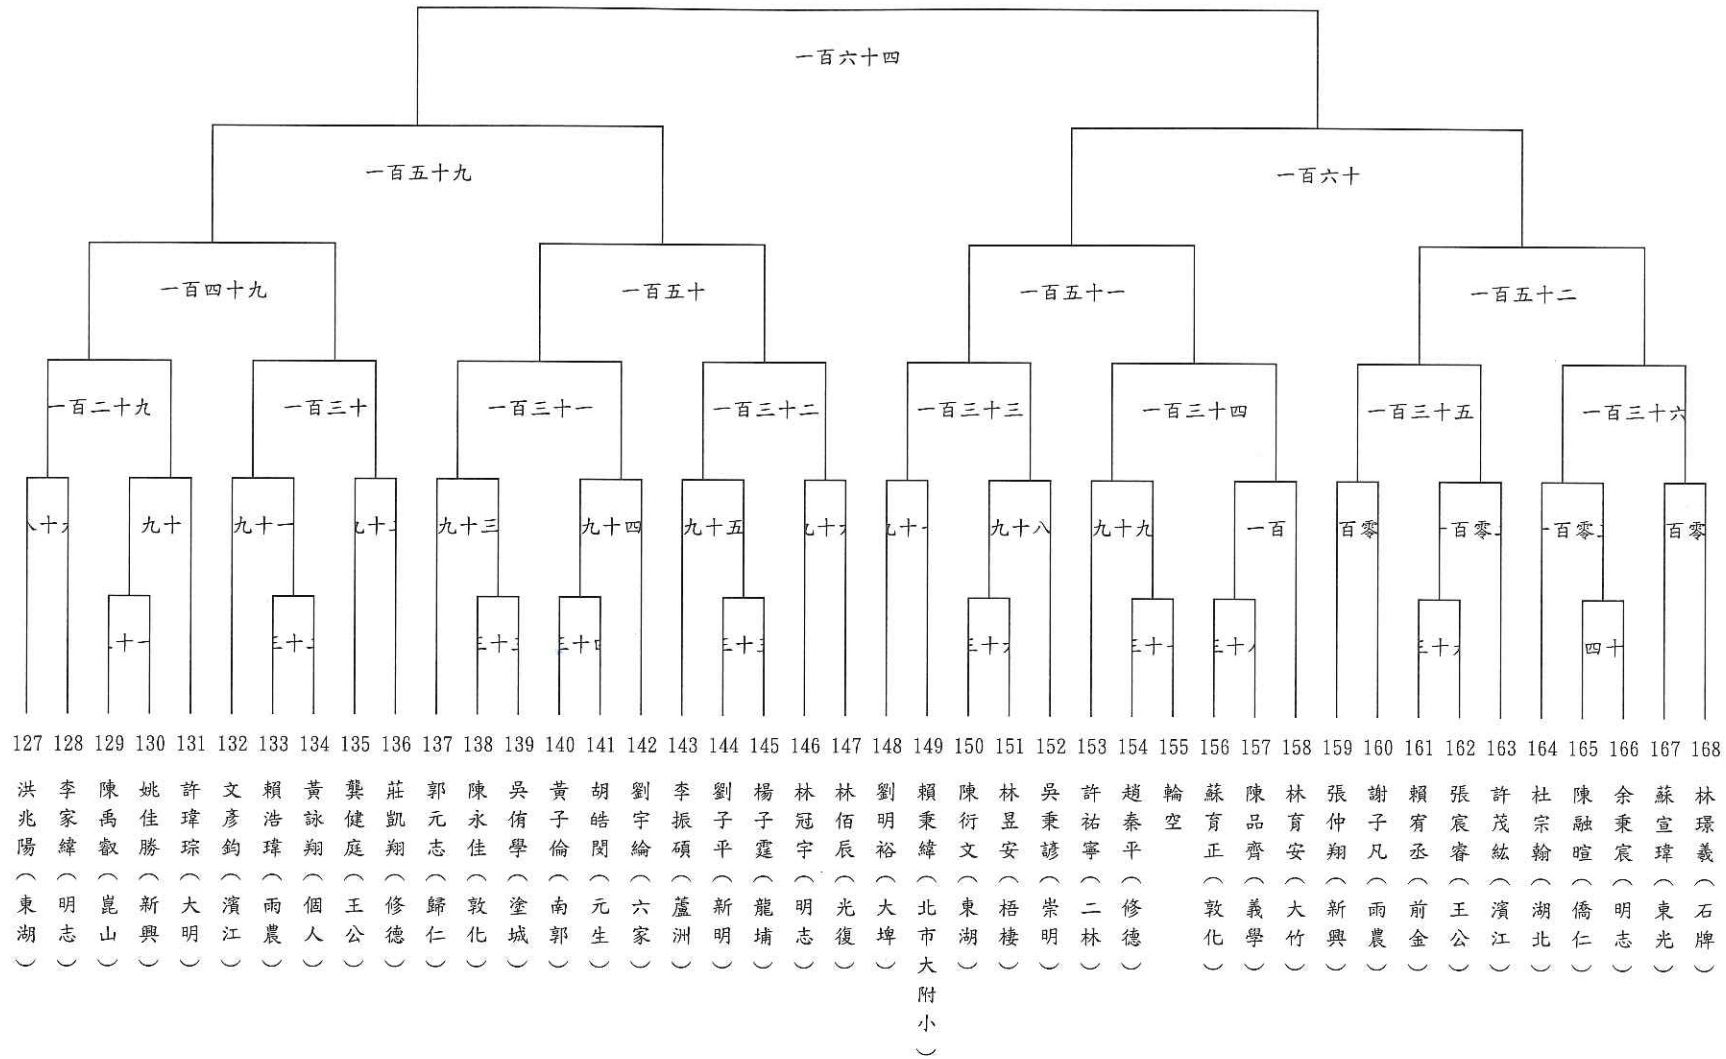 一百六十四
一百五十九
一百六十
一百四十九
一百五十
一百五十一
一百五十二
一百二十九
一百三十
一百三十一
一百三十二
一百三十三
一百三十四
一百三十五
一百三十六
九十
九十一
九十三
九十四
九十五
九十八
九十九
一百
百零
百零
四十
127 洪兆陽(東湖)
128 李家緯(明志)
129 陳禹叡(崑山)
130 姚佳勝(新興)
131 許瑋琮(大明)
132 文彥鈞(濱江)
133 賴浩瑋(雨農)
134 黃詠翔(個人)
135 龔健庭(王公)
136 莊凱翔(修德)
137 郭元志(歸仁)
138 陳永佳(敦化)
139 吳侑學(塗城)
140 黃子倫(南郭)
141 胡皓閔(元生)
142 劉宇綸(六家)
143 李振碩(蘆洲)
144 劉子平(新明)
145 楊子霆(龍埔)
146 林冠宇(明志)
147 林佰辰(光復)
148 劉明裕(大埤)
149 賴秉緯(北市大附小)
150 陳衍文(東湖)
151 林昱安(梧棲)
152 吳秉諺(崇明)
153 許祐寧(二林)
154 趙秦平(修德)
155 輪空
156 蘇育正(敦化)
157 陳品齊(義學)
158 林育安(大竹)
159 張仲翔(新興)
160 謝子凡(雨農)
161 賴宥丞(前金)
162 張宸睿(王公)
163 許茂紘(濱江)
164 杜宗翰(湖北)
165 陳融暄(僑仁)
166 余秉宸(明志)
167 蘇宣瑋(東光)
168 林璟羲(石牌)